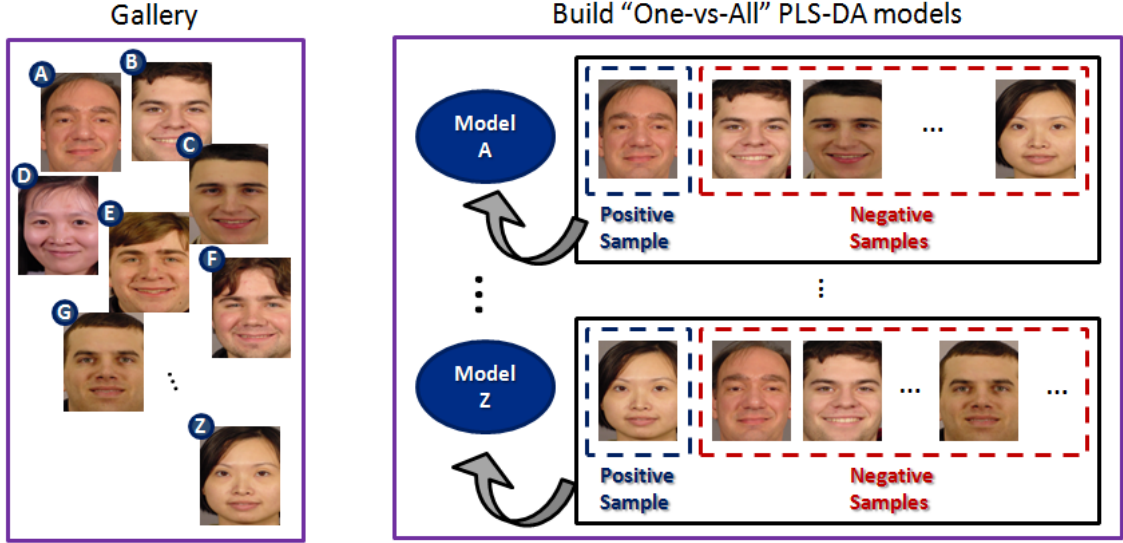 Gallery
A
B
C
D
E
F
G
...
Z
Build “One-vs-All” PLS-DA models
Model
A
...
Positive
Sample
Negative
Samples
...
...
Model
Z
...
...
Positive
Sample
Negative
Samples